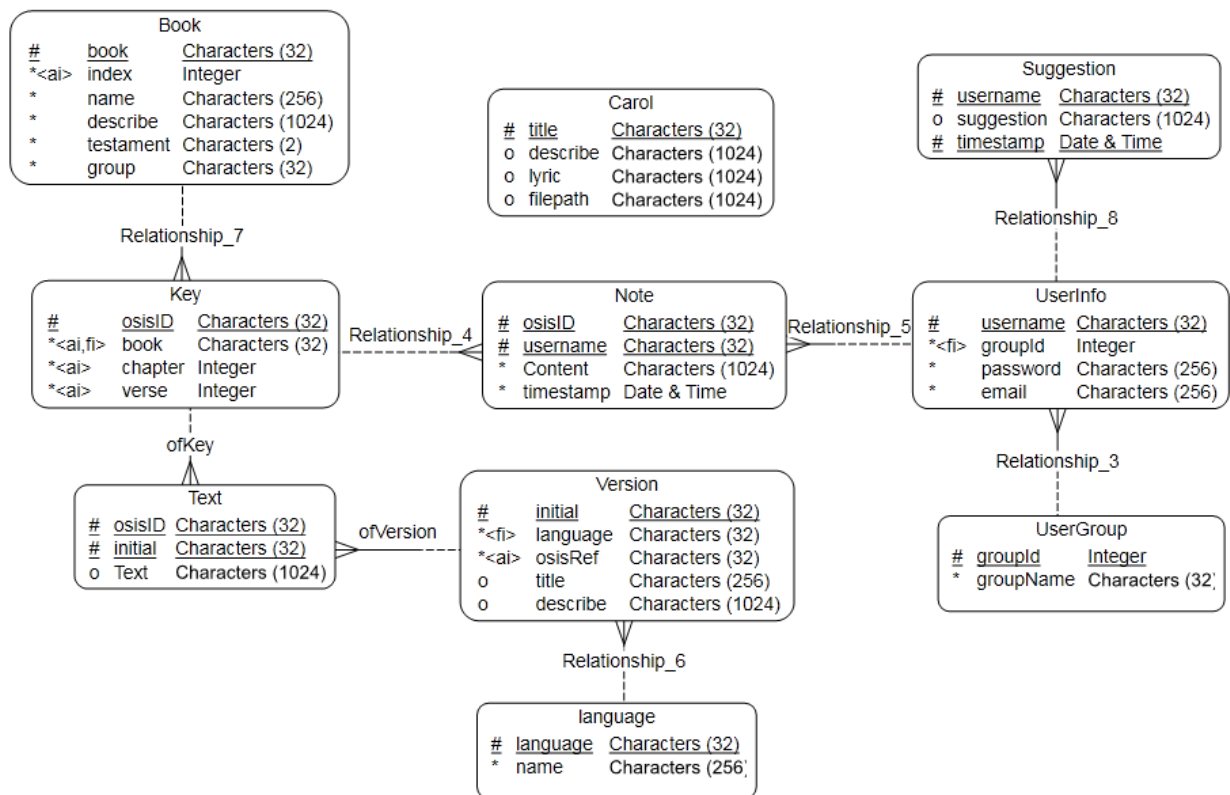 Book
# book Characters (32)
*<ai> index Integer
* name Characters (256)
* describe Characters (1024)
* testament Characters (2)
* group Characters (32)
Carol
# title Characters (32)
o describe Characters (1024)
o lyric Characters (1024)
o filepath Characters (1024)
Suggestion
# username Characters (32)
o suggestion Characters (1024)
# timestamp Date & Time
Relationship_7
Relationship_8
Key
# osisID Characters (32)
*<ai,fi> book Characters (32)
*<ai> chapter Integer
*<ai> verse Integer
Relationship_4
Note
# osisID Characters (32)
# username Characters (32)
* Content Characters (1024)
* timestamp Date & Time
Relationship_5
UserInfo
# username Characters (32)
*<fi> groupId Integer
* password Characters (256)
* email Characters (256)
ofKey
Relationship_3
Text
# osisID Characters (32)
# initial Characters (32)
o Text Characters (1024)
ofVersion
Version
# initial Characters (32)
*<fi> language Characters (32)
*<ai> osisRef Characters (32)
o title Characters (256)
o describe Characters (1024)
UserGroup
# groupId Integer
* groupName Characters (32)
Relationship_6
language
# language Characters (32)
* name Characters (256)